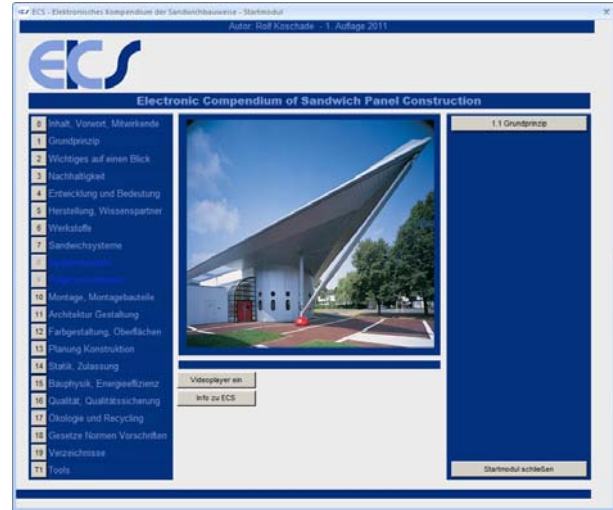 ECS - Elektronisches Kompendium der Sandwichbauweise - Startmodul
Autor: Rolf Koschade - 1. Auflage 2011
ECS
Electronic Compendium of Sandwich Panel Construction
0 Inhalt, Vorwort, Mitwirkende
1 Grundprinzip
2 Wichtiges auf einen Blick
3 Nachhaltigkeit
4 Entwicklung und Bedeutung
5 Herstellung, Wissenspartner
6 Werkstoffe
7 Sandwichsysteme
10 Montage, Montagebauteile
11 Architektur Gestaltung
12 Farbgestaltung, Oberflächen
13 Planung Konstruktion
14 Statik, Zulassung
15 Bauphysik, Energieeffizienz
16 Qualität, Qualitätssicherung
17 Ökologie und Recycling
18 Gesetze Normen Vorschriften
19 Verzeichnisse
T1 Tools
Videoplayer ein
Info zu ECS
1.1 Grundprinzip
Startmodul schließen